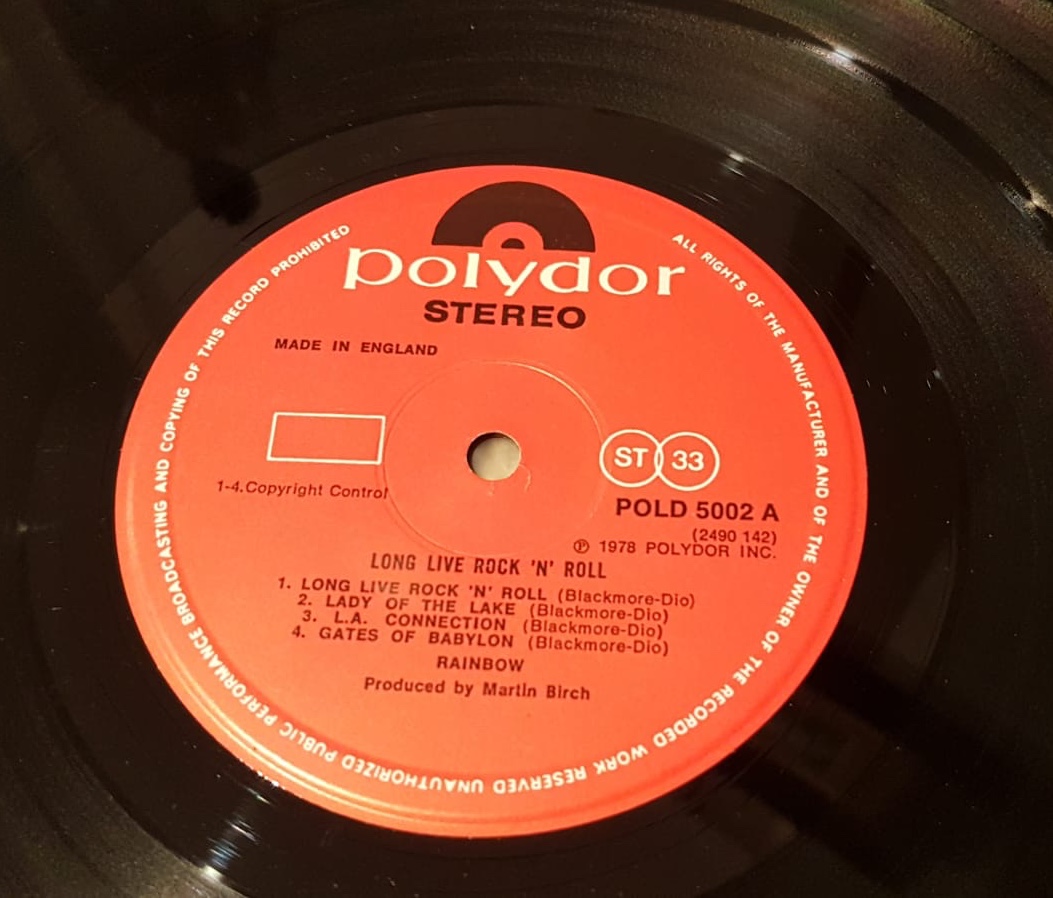 polydor
STEREO
MADE IN ENGLAND
ST 33
1-4.Copyright Control
POLD 5002 A
(2490 142)
℗ 1978 POLYDOR INC.
LONG LIVE ROCK 'N' ROLL
1. LONG LIVE ROCK 'N' ROLL (Blackmore-Dio)
2. LADY OF THE LAKE (Blackmore-Dio)
3. L.A. CONNECTION (Blackmore-Dio)
4. GATES OF BABYLON (Blackmore-Dio)
RAINBOW
Produced by Martin Birch
ALL RIGHTS OF THE MANUFACTURER AND OF THE OWNER OF THE RECORDED WORK RESERVED UNAUTHORIZED PUBLIC PERFORMANCE BROADCASTING AND COPYING OF THIS RECORD PROHIBITED